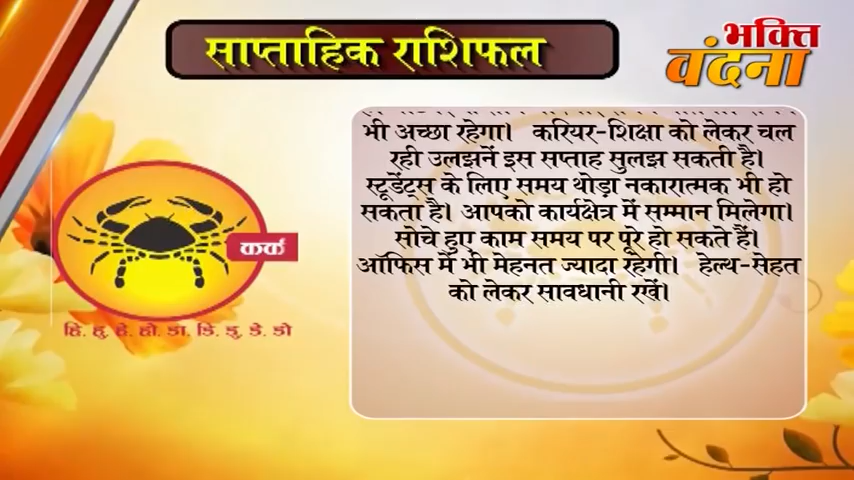 साप्ताहिक राशिफल
भक्ति
वंदना
भी अच्छा रहेगा। करियर-शिक्षा को लेकर चल
रही उलझनें इस सप्ताह सुलझ सकती है।
स्टूडेंट्स के लिए समय थोड़ा नकारात्मक भी हो
सकता है। आपको कार्यक्षेत्र में सम्मान मिलेगा।
सोचे हुए काम समय पर पूरे हो सकते हैं।
ऑफिस में भी मेहनत ज्यादा रहेगी। हेल्थ-सेहत
को लेकर सावधानी रखें।
कर्क
हि. हु. हे. हो. डा. डि. डु. डे. डो